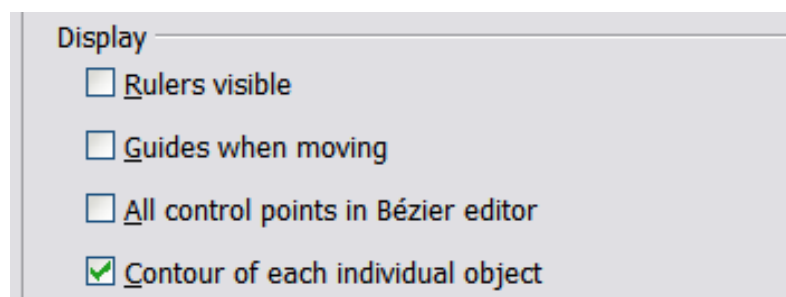 Display
Rulers visible
Guides when moving
All control points in Bézier editor
Contour of each individual object